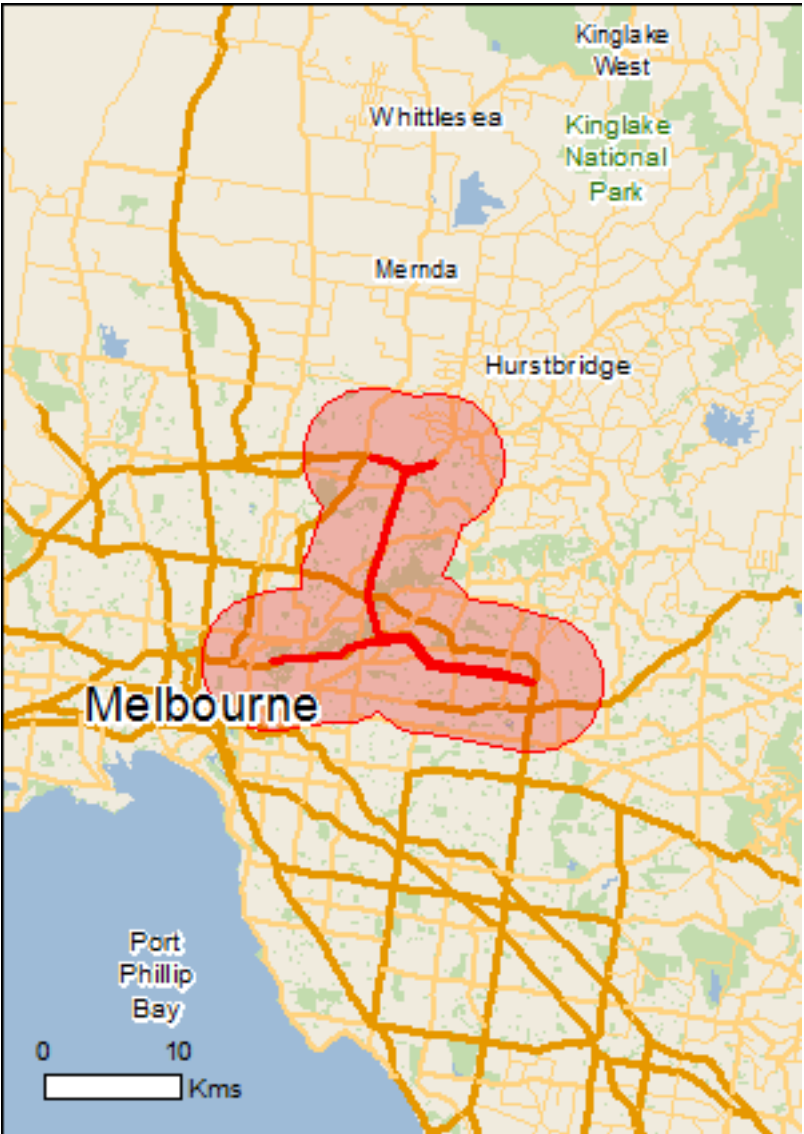 Kinglake
West
Whittlesea
Kinglake
National
Park
Mernda
Hurstbridge
Melbourne
Port
Phillip
Bay
0 10
Kms